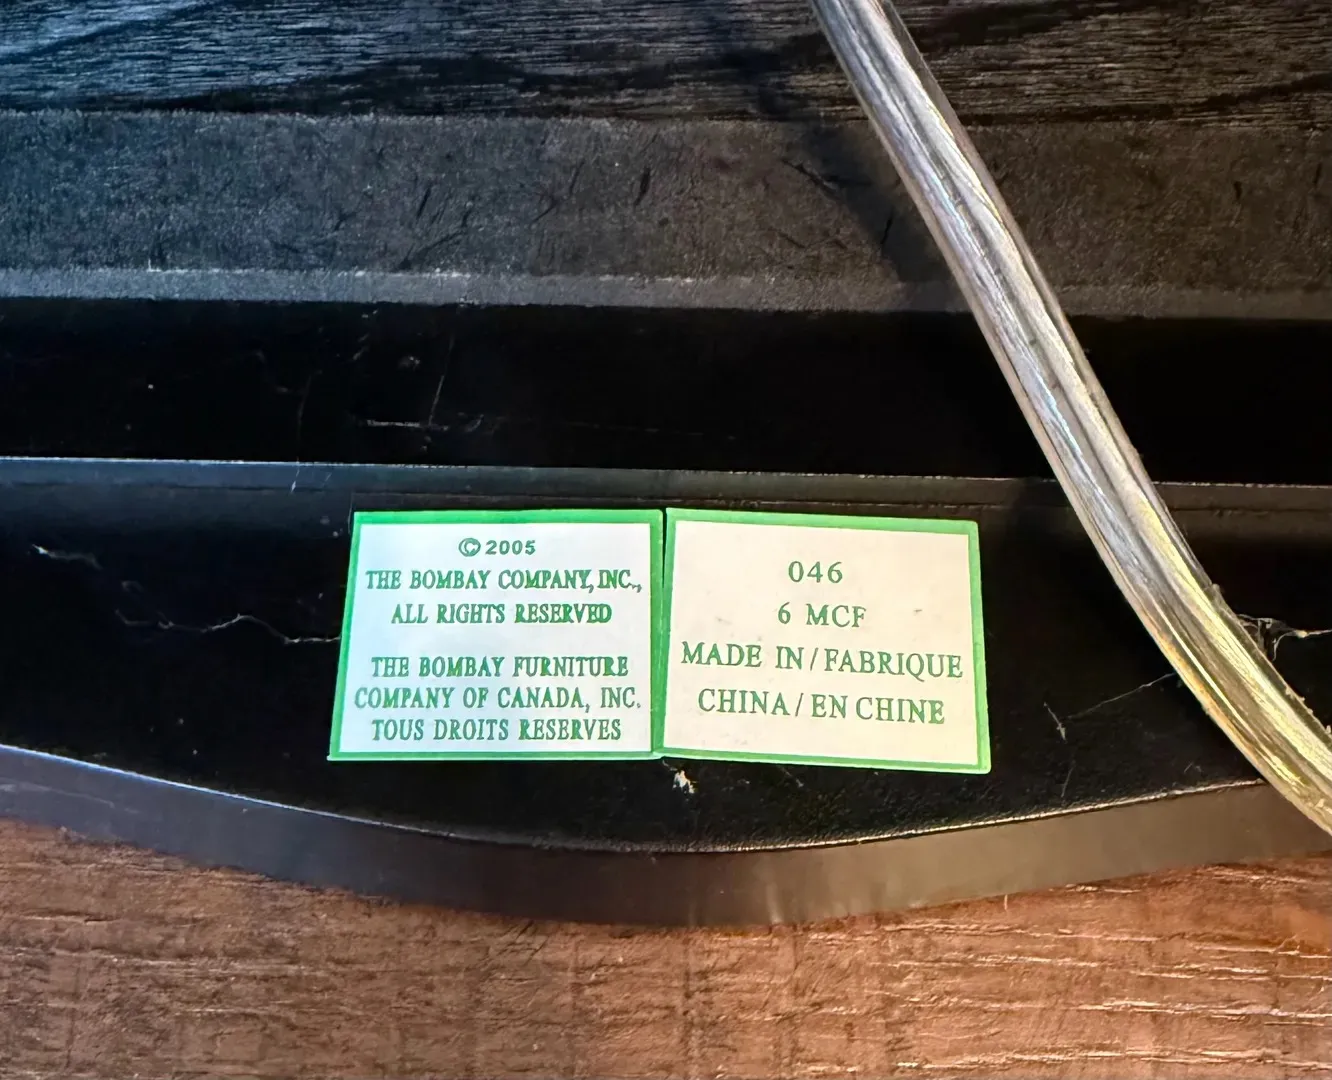 © 2005
THE BOMBAY COMPANY, INC.,
ALL RIGHTS RESERVED
THE BOMBAY FURNITURE
COMPANY OF CANADA, INC.
TOUS DROITS RESERVES
046
6 MCF
MADE IN / FABRIQUE
CHINA / EN CHINE